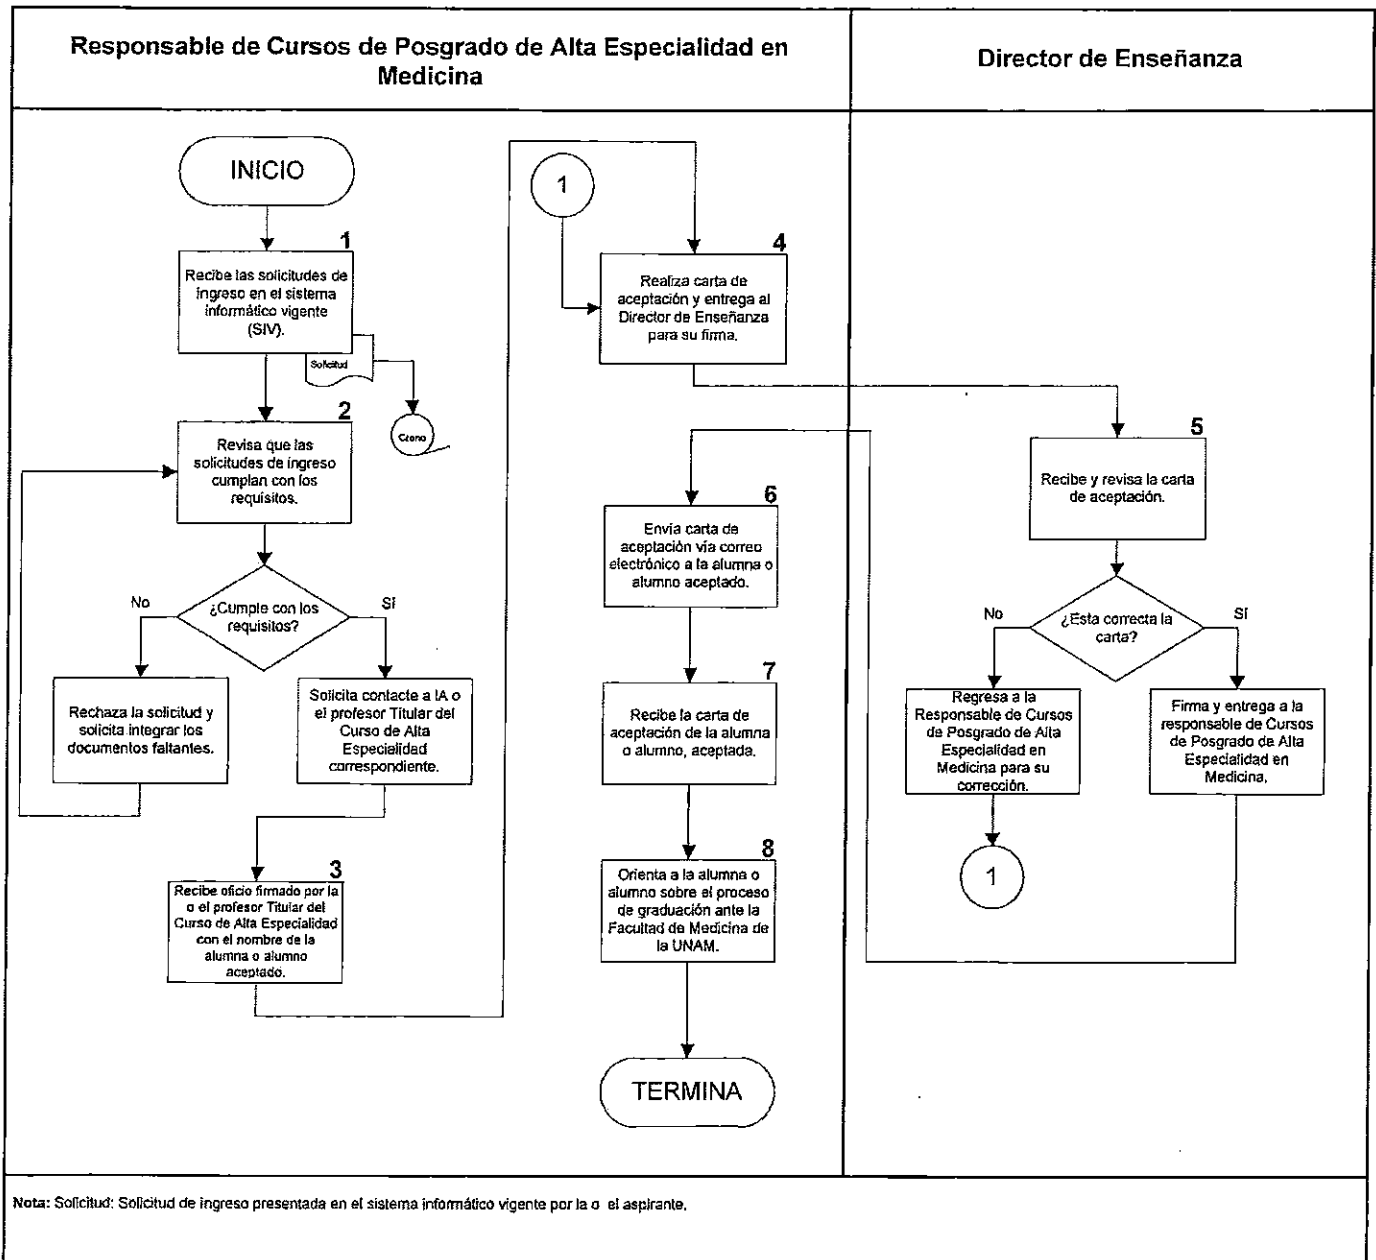 Responsable de Cursos de Posgrado de Alta Especialidad en
Medicina
Director de Enseñanza
INICIO
1
Recibe las solicitudes de
ingreso en el sistema
informático vigente
(SIV).
Solicitud
2
Revisa que las
solicitudes de ingreso
cumplan con los
requisitos.
¿Cumple con los
requisitos?
No
Sí
Rechaza la solicitud y
solicita integrar los
documentos faltantes.
Solicita contacte a lA o
el profesor Titular del
Curso de Alta
Especialidad
correspondiente.
3
Recibe oficio firmado por la
o el profesor Titular del
Curso de Alta Especialidad
con el nombre de la
alumna o alumno
aceptado.
1
4
Realiza carta de
aceptación y entrega al
Director de Enseñanza
para su firma.
5
Recibe y revisa la carta
de aceptación.
¿Esta correcta la
carta?
No
Sí
Regresa a la
Responsable de Cursos
de Posgrado de Alta
Especialidad en
Medicina para su
corrección.
1
Firma y entrega a la
responsable de Cursos
de Posgrado de Alta
Especialidad en
Medicina.
6
Envía carta de
aceptación vía correo
electrónico a la alumna o
alumno aceptado.
7
Recibe la carta de
aceptación de la alumna
o alumno, aceptada.
8
Orienta a la alumna o
alumno sobre el proceso
de graduación ante la
Facultad de Medicina de
la UNAM.
TERMINA
Nota: Solicitud: Solicitud de ingreso presentada en el sistema informático vigente por la o el aspirante.